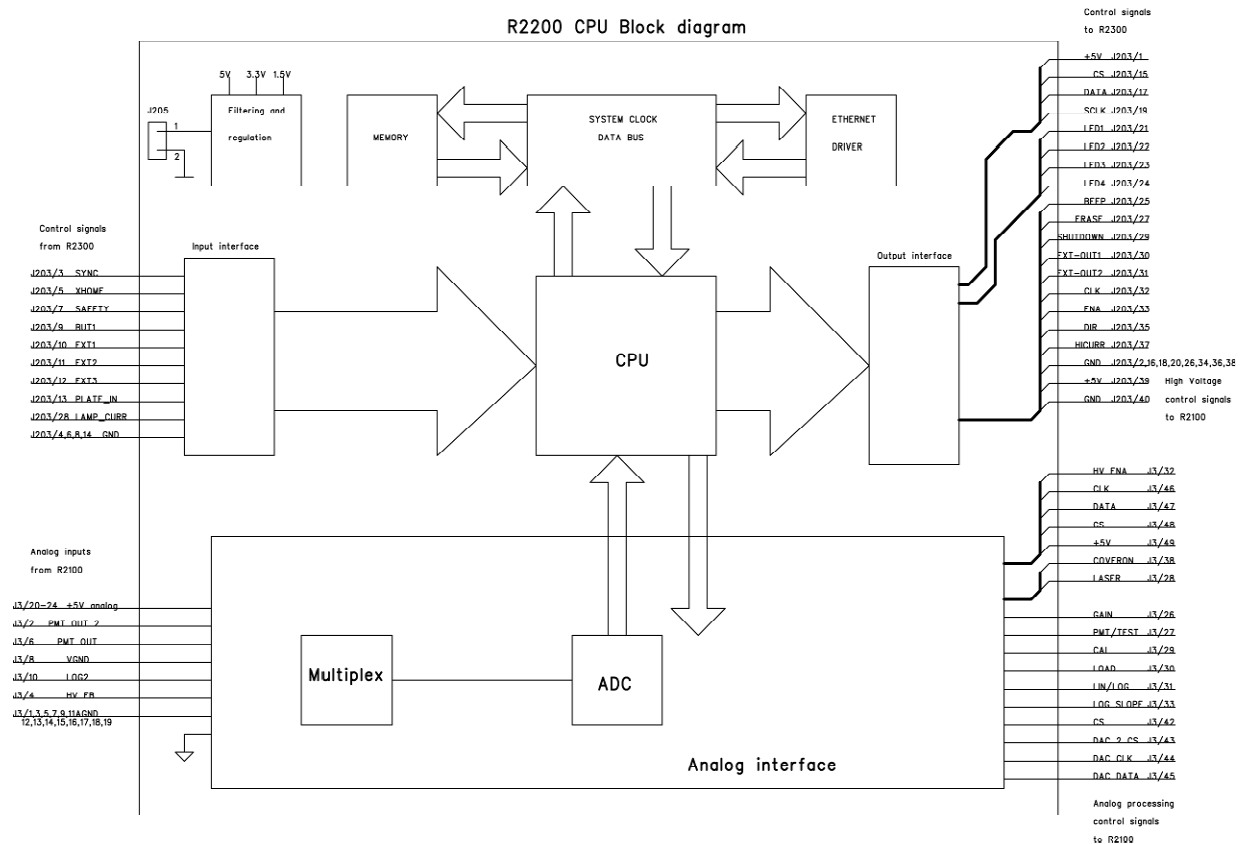 R2200 CPU Block diagram
Control signals
to R2300
5V 3.3V 1.5V
J205
1
2
Filtering and
regulation
MEMORY
SYSTEM CLOCK
DATA BUS
ETHERNET
DRIVER
+5V J203/1
CS J203/15
DATA J203/17
SCLK J203/19
LED1 J203/21
LED2 J203/22
LED3 J203/23
LED4 J203/24
BEEP J203/25
ERASE J203/27
SHUTDOWN J203/29
EXT-OUT1 J203/30
EXT-OUT2 J203/31
CLK J203/32
ENA J203/33
DIR J203/35
HICURR J203/37
GND J203/2,16,18,20,26,34,36,38
+5V J203/39
GND J203/40
High Voltage
control signals
to R2100
Control signals
from R2300
Input interface
J203/3 SYNC
J203/5 XHOME
J203/7 SAFETY
J203/9 BUT1
J203/10 EXT1
J203/11 EXT2
J203/12 EXT3
J203/13 PLATE_IN
J203/28 LAMP_CURR
J203/4,6,8,14 GND
CPU
Output interface
HV ENA J3/32
CLK J3/46
DATA J3/47
CS J3/48
+5V J3/49
COVERON J3/38
LASER J3/28
Analog inputs
from R2100
J3/20-24 +5V analog
J3/2 PMT OUT 2
J3/6 PMT OUT
J3/8 VGND
J3/10 LOG2
J3/4 HV FB
J3/1,3,5,7,9,11AGND
12,13,14,15,16,17,18,19
Multiplex
ADC
Analog interface
GAIN J3/26
PMT/TEST J3/27
CAL J3/29
LOAD J3/30
LIN/LOG J3/31
LOG SLOPE J3/33
CS J3/42
DAC 2 CS J3/43
DAC CLK J3/44
DAC DATA J3/45
Analog processing
control signals
to R2100